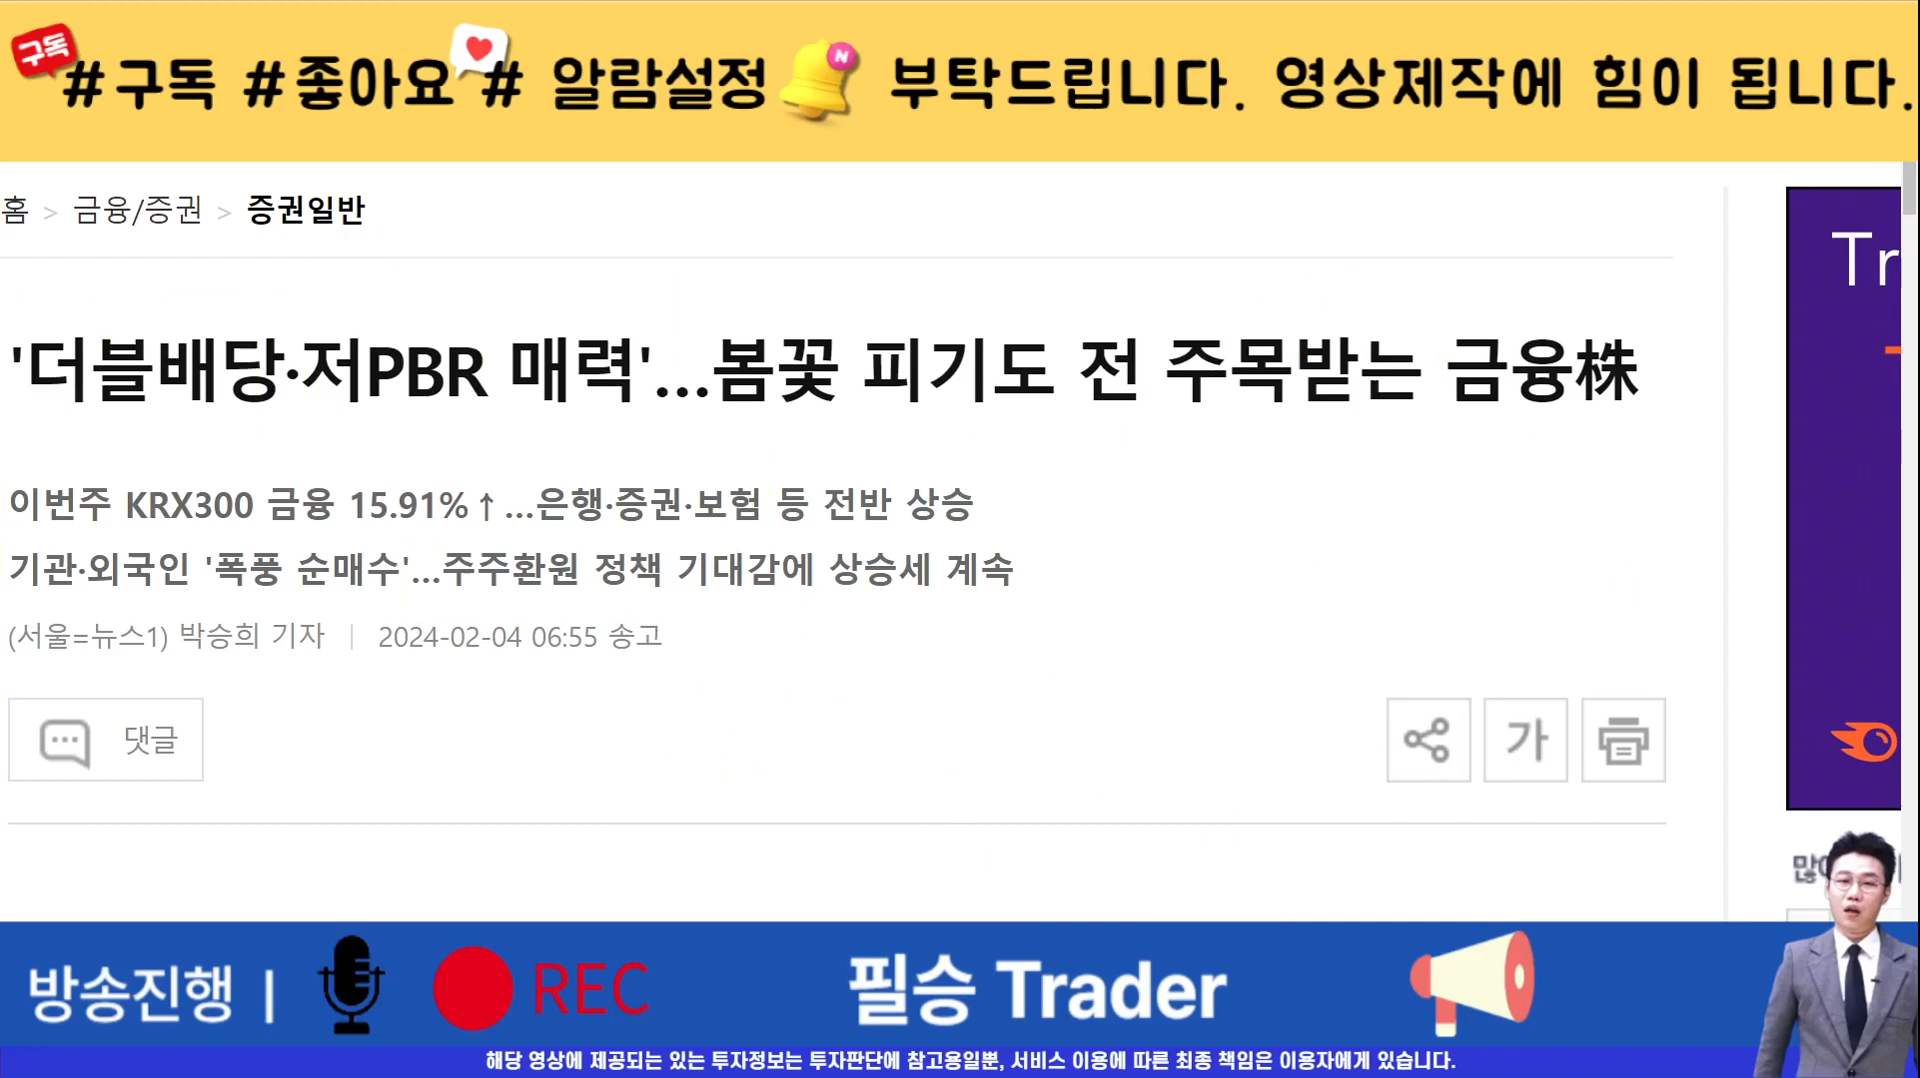 구독
#구독 #좋아요 # 알람설정 N 부탁드립니다. 영상제작에 힘이 됩니다.
홈 > 금융/증권 > 증권일반
'더블배당·저PBR 매력'…봄꽃 피기도 전 주목받는 금융株
이번주 KRX300 금융 15.91%↑…은행·증권·보험 등 전반 상승
기관·외국인 '폭풍 순매수'…주주환원 정책 기대감에 상승세 계속
(서울=뉴스1) 박승희 기자 | 2024-02-04 06:55 송고
댓글
가
Tr
방송진행 | REC 필승 Trader
해당 영상에 제공되는 있는 투자정보는 투자판단에 참고용일뿐, 서비스 이용에 따른 최종 책임은 이용자에게 있습니다.